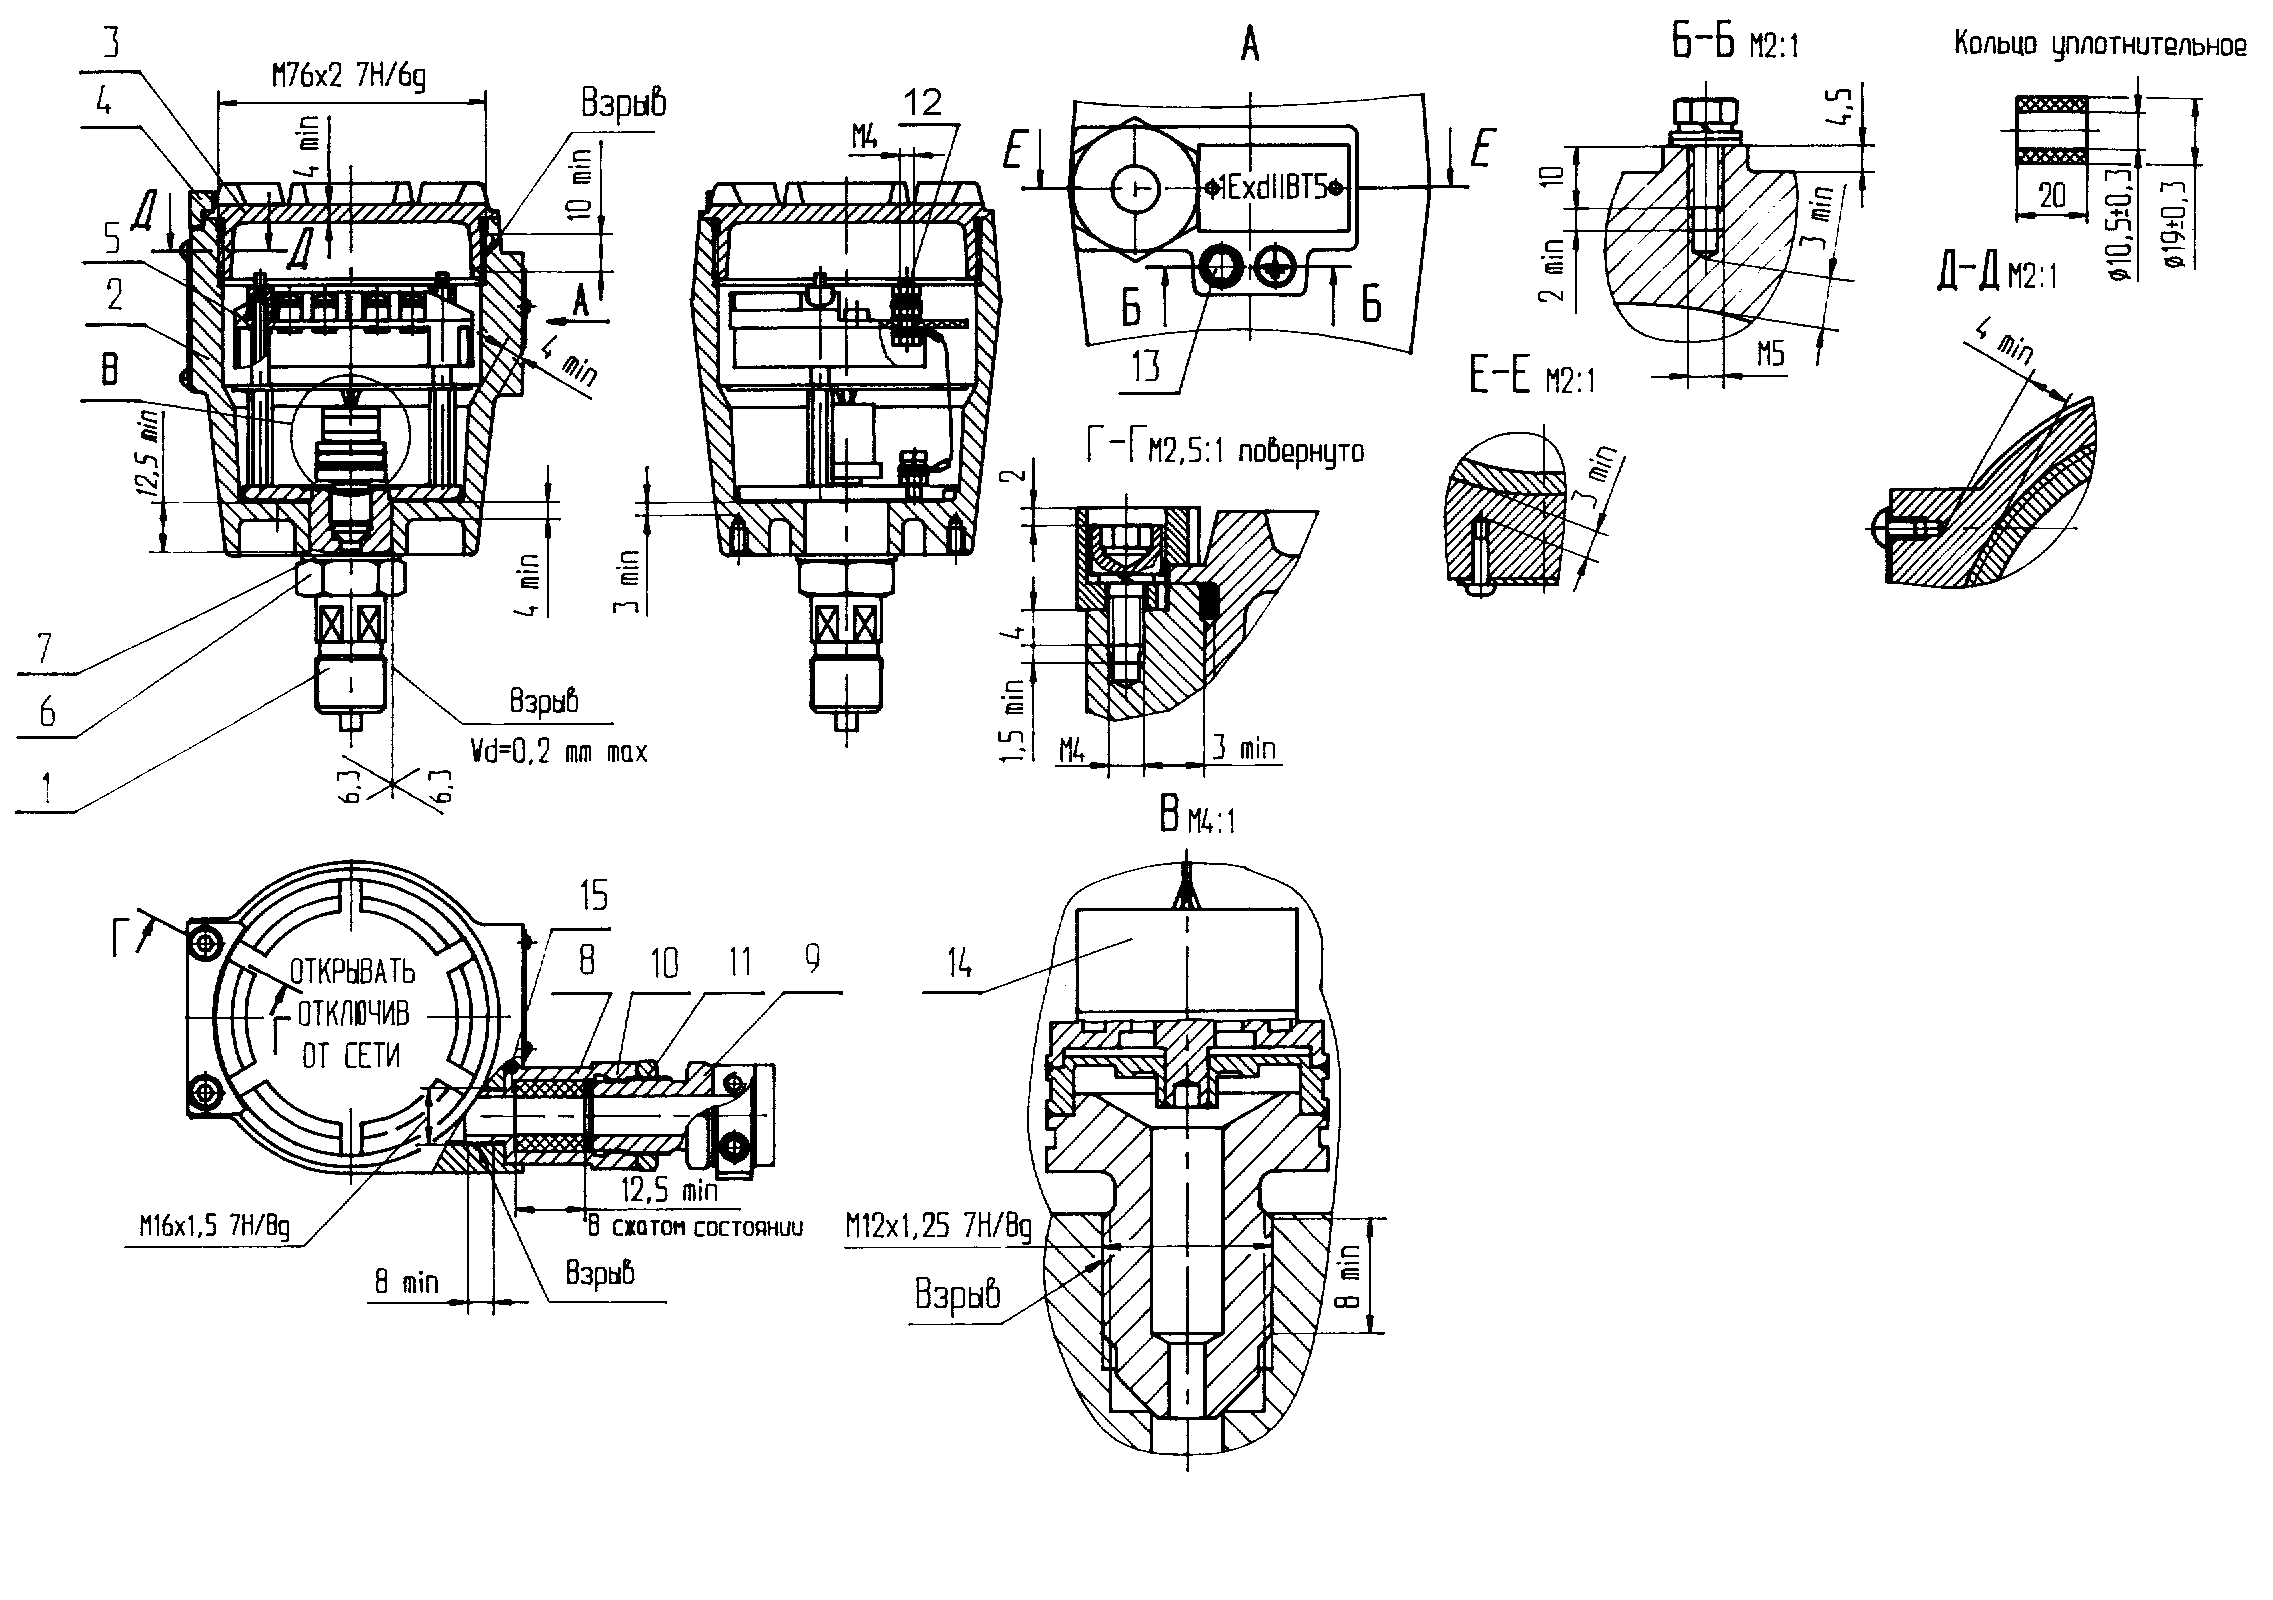 3
4
5
2
В
7
6
1
М76х2 7Н/6g
4 min
Взрыв
10 min
Д
Д
А
4 min
12,5 min
4 min
Взрыв
Wd=0,2 mm max
6,3
6,3
М4
12
3 min
А
Е
Е
1ExdIIBT5
Б
Б
13
Б-Б М2:1
10
2 min
4,5
3 min
М5
Кольцо уплотнительное
20
ø10,5±0,3
ø19±0,3
Г-Г М2,5:1 повернуто
2
4
1,5 min
М4
3 min
Е-Е М2:1
3 min
Д-Д М2:1
4 min
Г
Г
ОТКРЫВАТЬ
ОТКЛЮЧИВ
ОТ СЕТИ
15
8
10
11
9
М16х1,5 7Н/8g
12,5 min
В сжатом состоянии
8 min
Взрыв
В М4:1
14
М12х1,25 7Н/8g
Взрыв
8 min